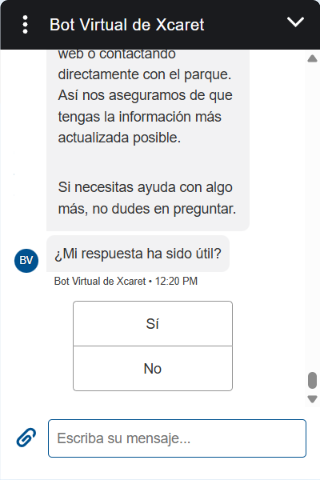 Bot Virtual de Xcaret
web o contactando
directamente con el parque.
Así nos aseguramos de que
tengas la información más
actualizada posible.
Si necesitas ayuda con algo
más, no dudes en preguntar.
BV
¿Mi respuesta ha sido útil?
Bot Virtual de Xcaret • 12:20 PM
Sí
No
Escriba su mensaje...